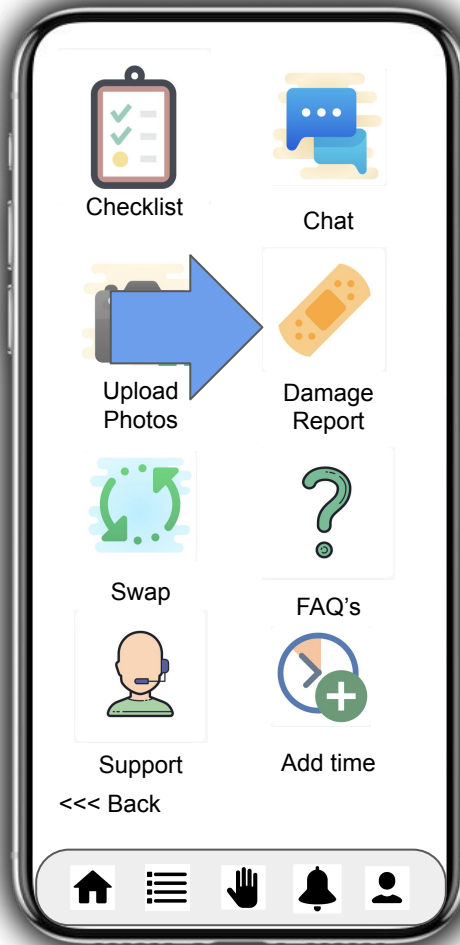 Checklist
Chat
Upload
Photos
Damage
Report
Swap
FAQ’s
Support
Add time
<<< Back